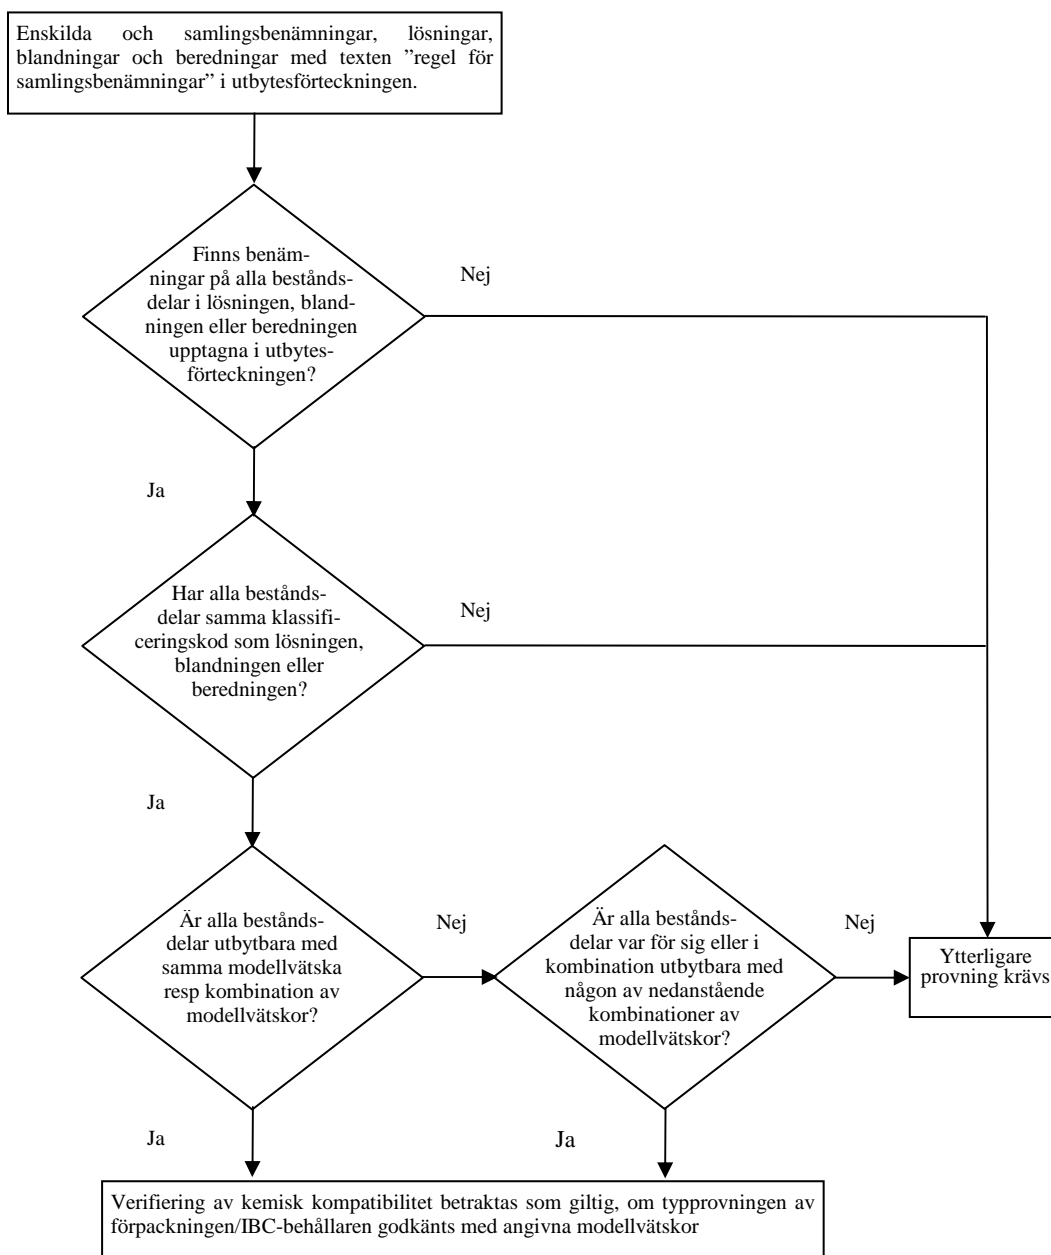 Enskilda och samlingsbenämningar, lösningar,
blandningar och beredningar med texten ”regel för
samlingsbenämningar” i utbytesförteckningen.
Finns benäm-
ningar på alla bestånds-
delar i lösningen, bland-
ningen eller beredningen
upptagna i utbytes-
förteckningen?
Nej
Ja
Har alla bestånds-
delar samma klassifi-
ceringskod som lösningen,
blandningen eller
beredningen?
Nej
Ja
Är alla bestånds-
delar utbytbara med
samma modellvätska
resp kombination av
modellvätskor?
Nej
Är alla bestånds-
delar var för sig eller i
kombination utbytbara med
någon av nedanstående
kombinationer av
modellvätskor?
Nej
Ytterligare
provning krävs
Ja
Ja
Verifiering av kemisk kompatibilitet betraktas som giltig, om typprovningen av
förpackningen/IBC-behållaren godkänts med angivna modellvätskor